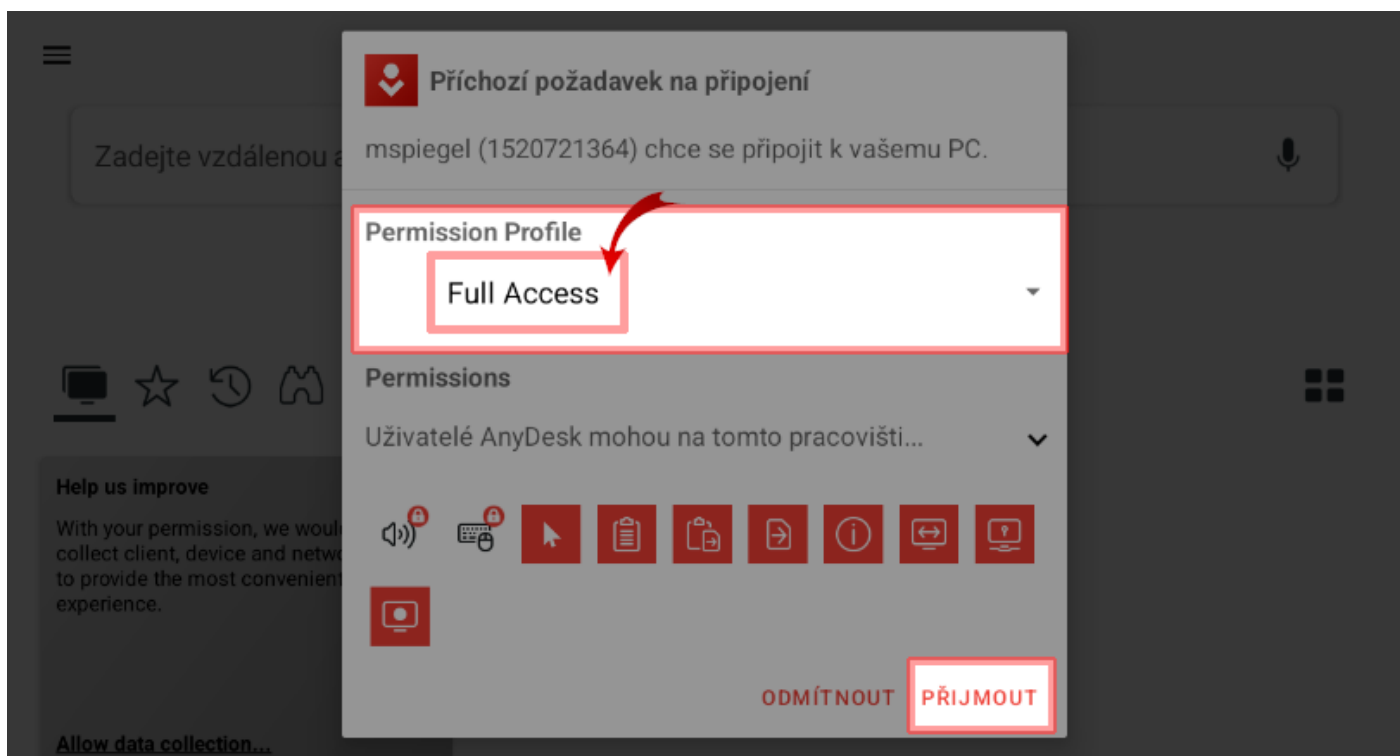 Příchozí požadavek na připojení
Zadejte vzdálenou a
mspiegel (1520721364) chce se připojit k vašemu PC.
Permission Profile
Full Access
Permissions
Uživatelé AnyDesk mohou na tomto pracovišti...
Help us improve
With your permission, we would
collect client, device and netwo
to provide the most convenient
experience.
ODMÍTNOUT PŘIJMOUT
Allow data collection...